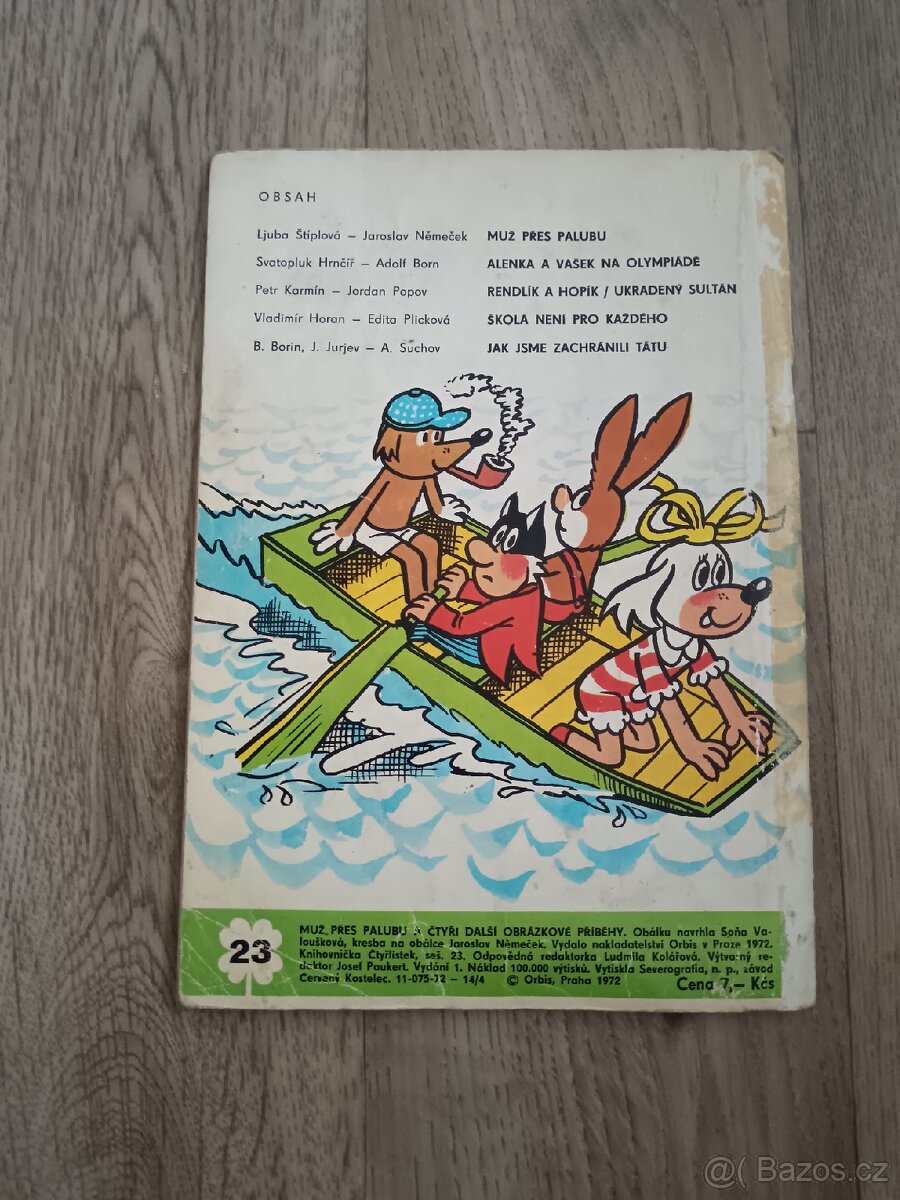 OBSAH
Ljuba Štíplová – Jaroslav Němeček MUŽ PŘES PALUBU
Svatopluk Hrnčíř – Adolf Born ALENKA A VAŠEK NA OLYMPIÁDĚ
Petr Karmín – Jordan Popov RENDLÍK A HOPÍK / UKRADENÝ SULTÁN
Vladimír Horan – Edita Plicková ŠKOLA NENÍ PRO KAŽDÉHO
B. Borin, J. Jurjev – A. Suchov JAK JSME ZACHRÁNILI TÁTU
23
MUŽ PŘES PALUBU A ČTYŘI DALŠÍ OBRÁZKOVÉ PŘÍBĚHY. Obálku navrhla Soňa Va-
loušková, kresba na obálce Jaroslav Němeček. Vydalo nakladatelství Orbis v Praze 1972.
Knihovnička Čtyřlístek, seš. 23. Odpovědná redaktorka Ludmila Kolářová. Výtvarný re-
daktor Josef Paukert. Vydání 1. Náklad 100.000 výtisků. Vytiskla Severografia, n. p., závod
Červený Kostelec. 11-075-72 – 14/4 © Orbis, Praha 1972
Cena 7,– Kčs
@( Bazos.cz